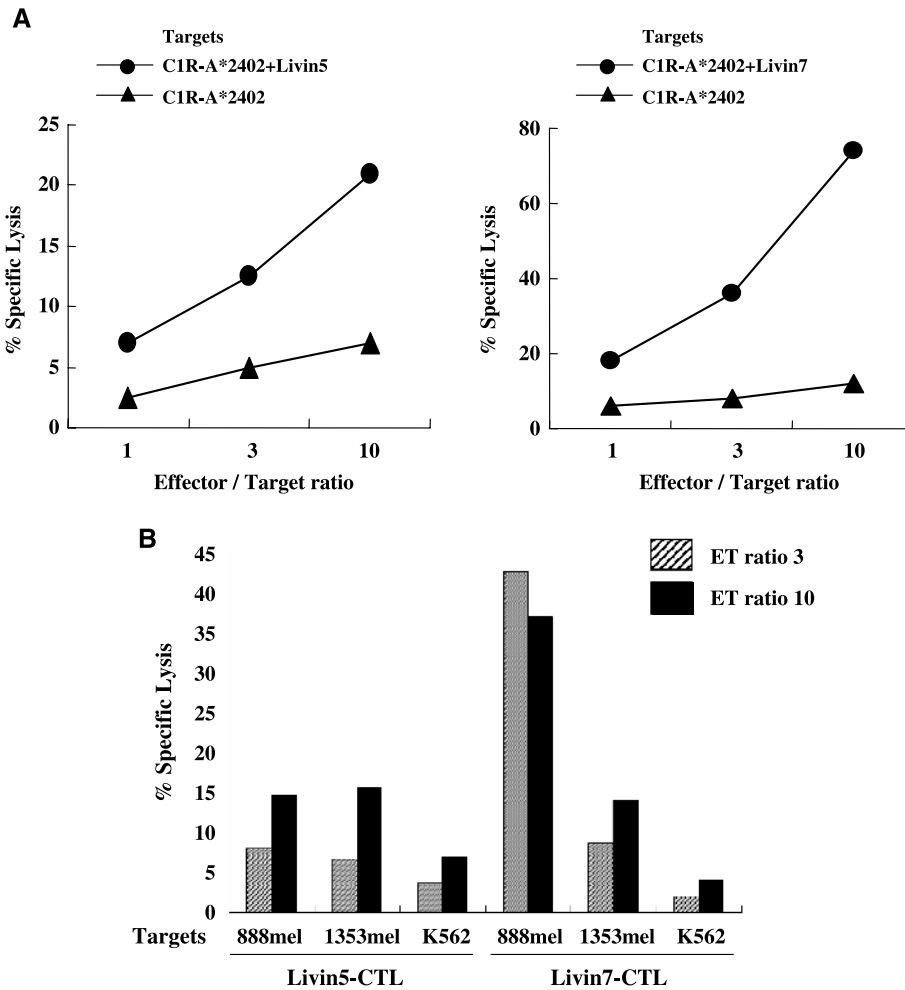 A
Targets
C1R-A*2402+Livin5
C1R-A*2402
25
20
15
10
5
0
% Specific Lysis
1 3 10
Effector / Target ratio
Targets
C1R-A*2402+Livin7
C1R-A*2402
80
60
40
20
0
% Specific Lysis
1 3 10
Effector / Target ratio
B
45
40
35
30
25
20
15
10
5
0
% Specific Lysis
ET ratio 3
ET ratio 10
Targets 888mel 1353mel K562 888mel 1353mel K562
Livin5-CTL Livin7-CTL